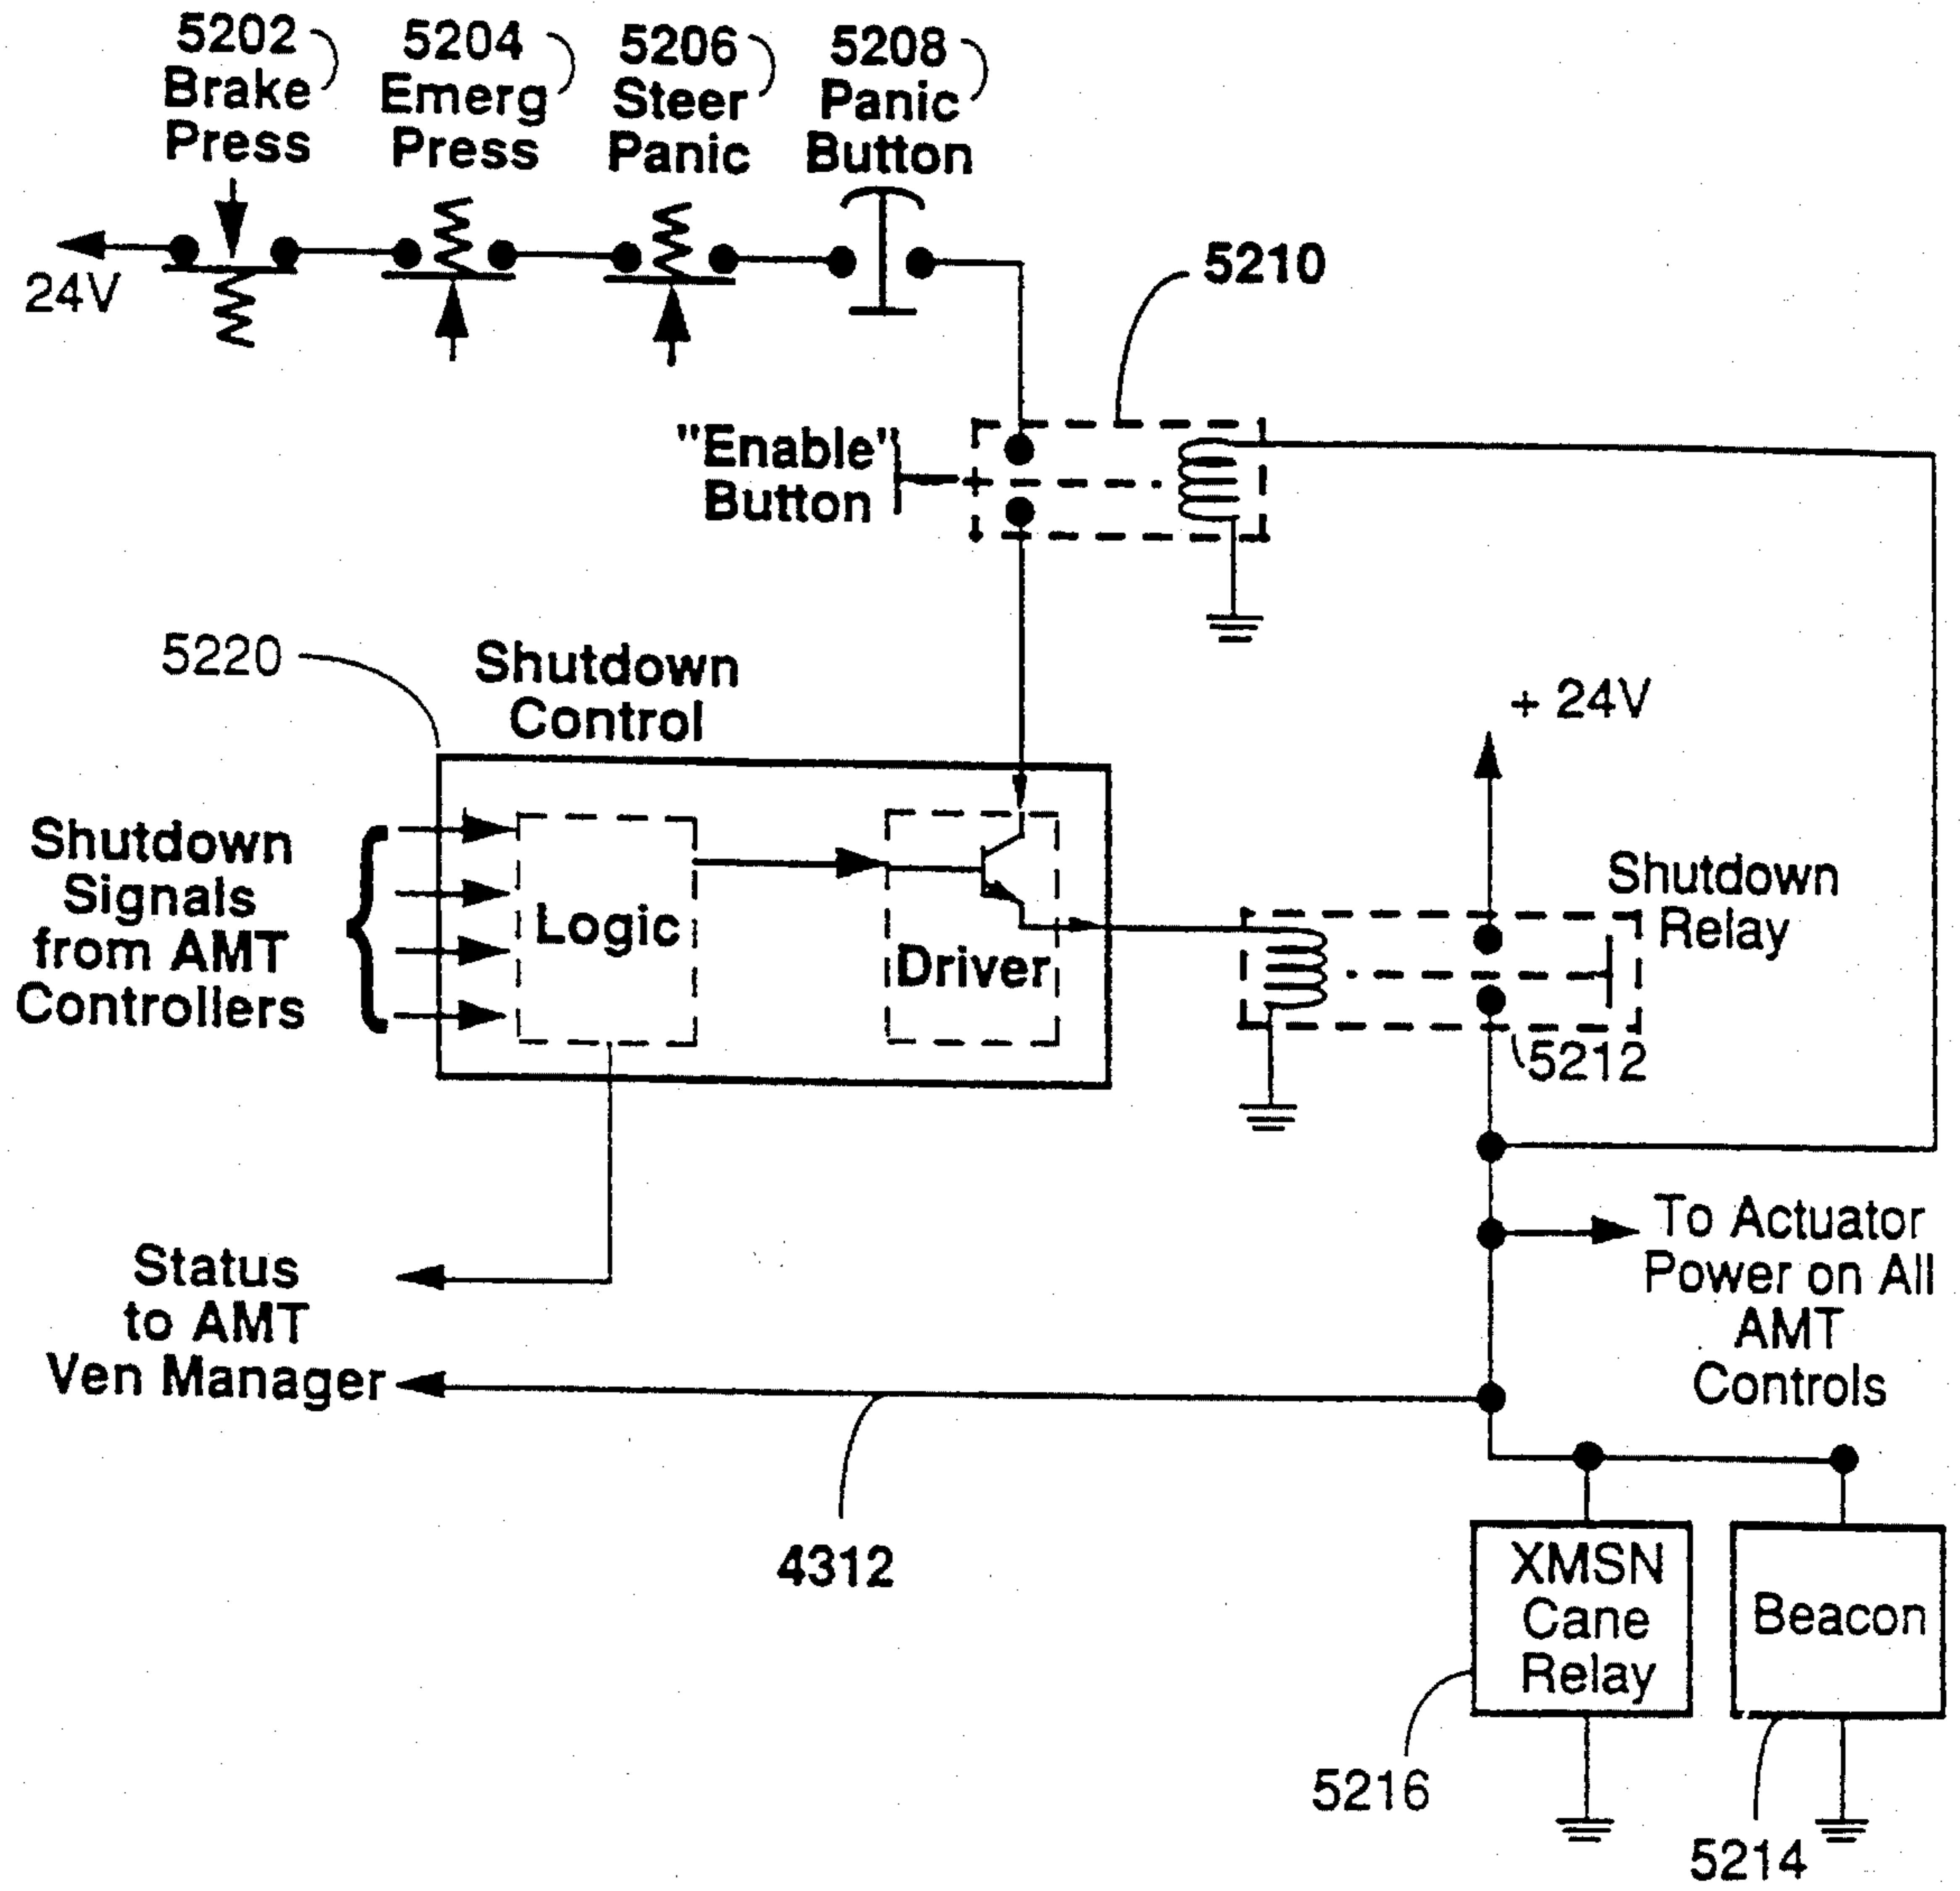 5202
Brake
Press
5204
Emerg
Press
5206
Steer
Panic
5208
Panic
Button
24V
5210
"Enable"
Button
5220
Shutdown
Control
+ 24V
Shutdown
Signals
from AMT
Controllers
Logic
Driver
Shutdown
Relay
5212
To Actuator
Power on All
AMT
Controls
Status
to AMT
Ven Manager
4312
XMSN
Cane
Relay
Beacon
5216
5214